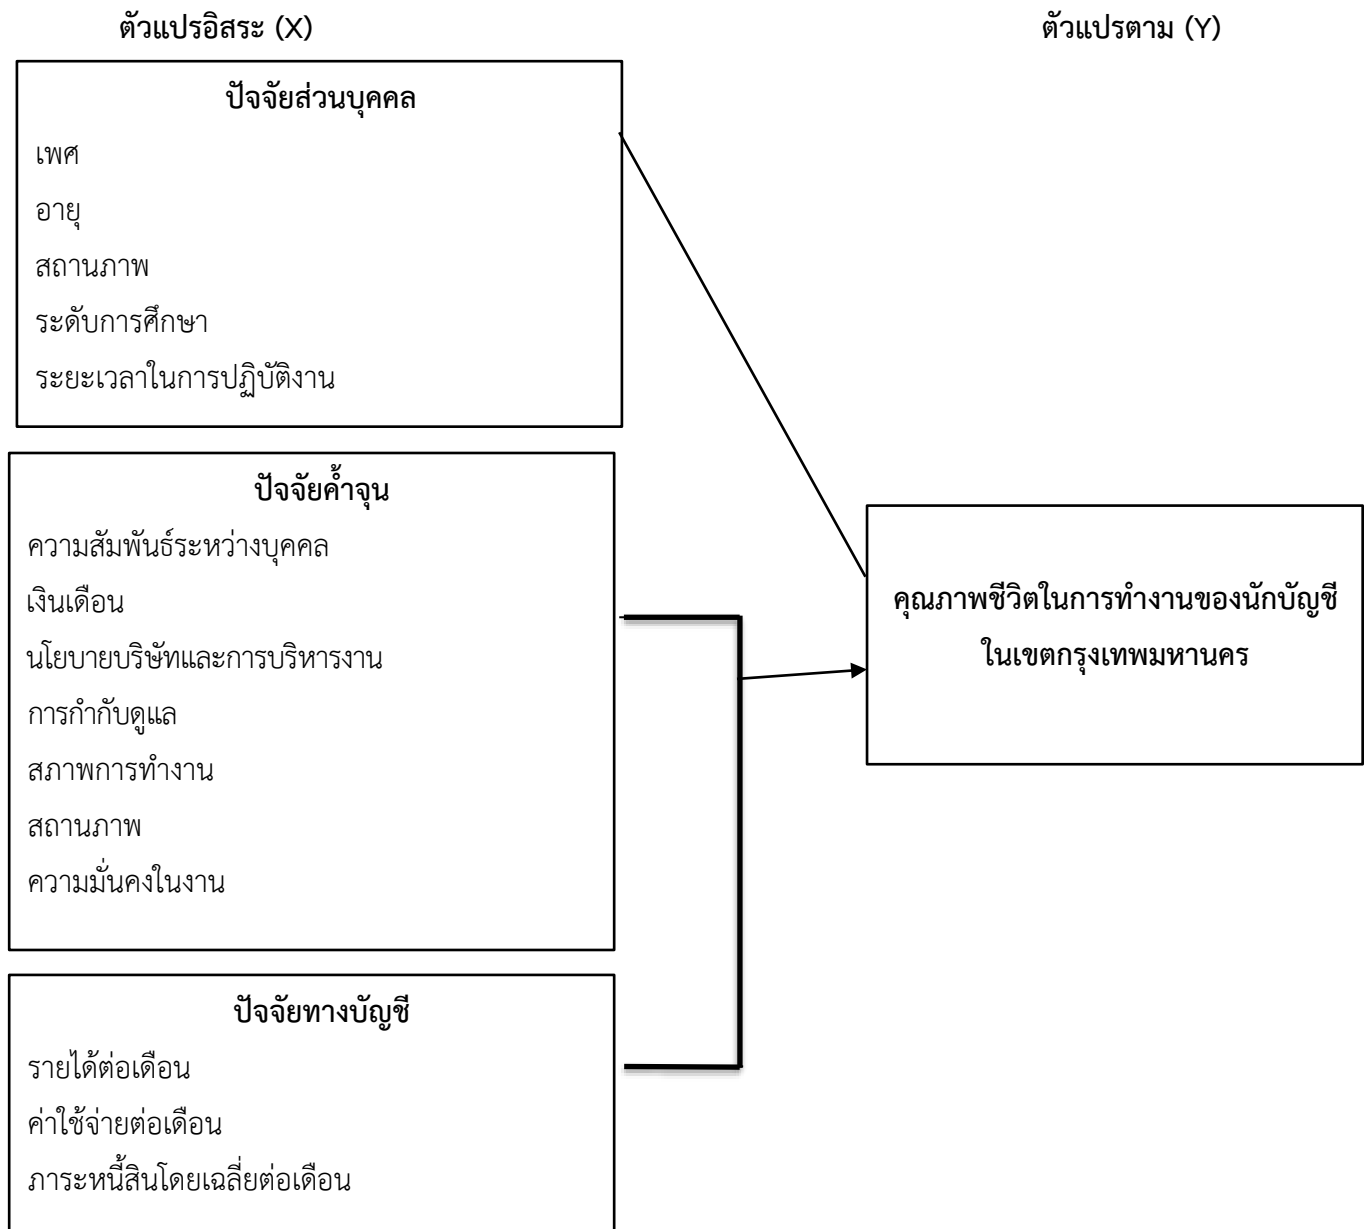 ตัวแปรอิสระ (X)
ตัวแปรตาม (Y)
ปัจจัยส่วนบุคคล
เพศ
อายุ
สถานภาพ
ระดับการศึกษา
ระยะเวลาในการปฏิบัติงาน
ปัจจัยค้ำจุน
ความสัมพันธ์ระหว่างบุคคล
เงินเดือน
นโยบายบริษัทและการบริหารงาน
การกำกับดูแล
สภาพการทำงาน
สถานภาพ
ความมั่นคงในงาน
ปัจจัยทางบัญชี
รายได้ต่อเดือน
ค่าใช้จ่ายต่อเดือน
ภาระหนี้สินโดยเฉลี่ยต่อเดือน
คุณภาพชีวิตในการทำงานของนักบัญชี
ในเขตกรุงเทพมหานคร